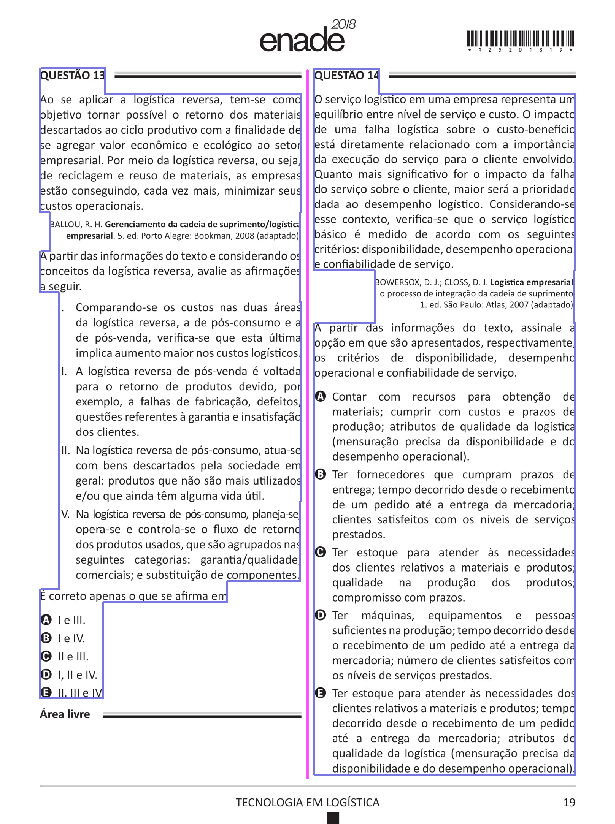 enade 2018
*R2520181 9*
QUESTÃO 13
Ao se aplicar a logística reversa, tem-se como
objetivo tornar possível o retorno dos materiais
descartados ao ciclo produtivo com a finalidade de
se agregar valor econômico e ecológico ao setor
empresarial. Por meio da logística reversa, ou seja,
de reciclagem e reuso de materiais, as empresas
estão conseguindo, cada vez mais, minimizar seus
custos operacionais.
BALLOU, R. H. Gerenciamento da cadeia de suprimento/logística
empresarial. 5. ed. Porto Alegre: Bookman, 2008 (adaptado)
A partir das informações do texto e considerando os
conceitos da logística reversa, avalie as afirmações
a seguir.
I. Comparando-se os custos nas duas áreas
da logística reversa, a de pós-consumo e a
de pós-venda, verifica-se que esta última
implica aumento maior nos custos logísticos.
I. A logística reversa de pós-venda é voltada
para o retorno de produtos devido, por
exemplo, a falhas de fabricação, defeitos,
questões referentes à garantia e insatisfação
dos clientes.
II. Na logística reversa de pós-consumo, atua-se
com bens descartados pela sociedade em
geral: produtos que não são mais utilizados
e/ou que ainda têm alguma vida útil.
V. Na logística reversa de pós-consumo, planeja-se,
opera-se e controla-se o fluxo de retorno
dos produtos usados, que são agrupados nas
seguintes categorias: garantia/qualidade,
comerciais; e substituição de componentes.
É correto apenas o que se afirma em
A I e III.
B I e IV.
C II e III.
D I, II e IV.
E II, III e IV
Área livre
QUESTÃO 14
O serviço logístico em uma empresa representa um
equilíbrio entre nível de serviço e custo. O impacto
de uma falha logística sobre o custo-benefício
está diretamente relacionado com a importância
da execução do serviço para o cliente envolvido.
Quanto mais significativo for o impacto da falha
do serviço sobre o cliente, maior será a prioridade
dada ao desempenho logístico. Considerando-se
esse contexto, verifica-se que o serviço logístico
básico é medido de acordo com os seguintes
critérios: disponibilidade, desempenho operaciona
e confiabilidade de serviço.
BOWERSOX, D. J.; CLOSS, D. J. Logística empresarial
o processo de integração da cadeia de suprimento
1. ed. São Paulo: Atlas, 2007 (adaptado)
A partir das informações do texto, assinale a
opção em que são apresentados, respectivamente,
os critérios de disponibilidade, desempenho
operacional e confiabilidade de serviço.
A Contar com recursos para obtenção de
materiais; cumprir com custos e prazos de
produção; atributos de qualidade da logística
(mensuração precisa da disponibilidade e do
desempenho operacional).
B Ter fornecedores que cumpram prazos de
entrega; tempo decorrido desde o recebimento
de um pedido até a entrega da mercadoria;
clientes satisfeitos com os níveis de serviços
prestados.
C Ter estoque para atender às necessidades
dos clientes relativos a materiais e produtos;
qualidade na produção dos produtos;
compromisso com prazos.
D Ter máquinas, equipamentos e pessoas
suficientes na produção; tempo decorrido desde
o recebimento de um pedido até a entrega da
mercadoria; número de clientes satisfeitos com
os níveis de serviços prestados.
E Ter estoque para atender às necessidades dos
clientes relativos a materiais e produtos; tempo
decorrido desde o recebimento de um pedido
até a entrega da mercadoria; atributos de
qualidade da logística (mensuração precisa da
disponibilidade e do desempenho operacional).
TECNOLOGIA EM LOGÍSTICA 19